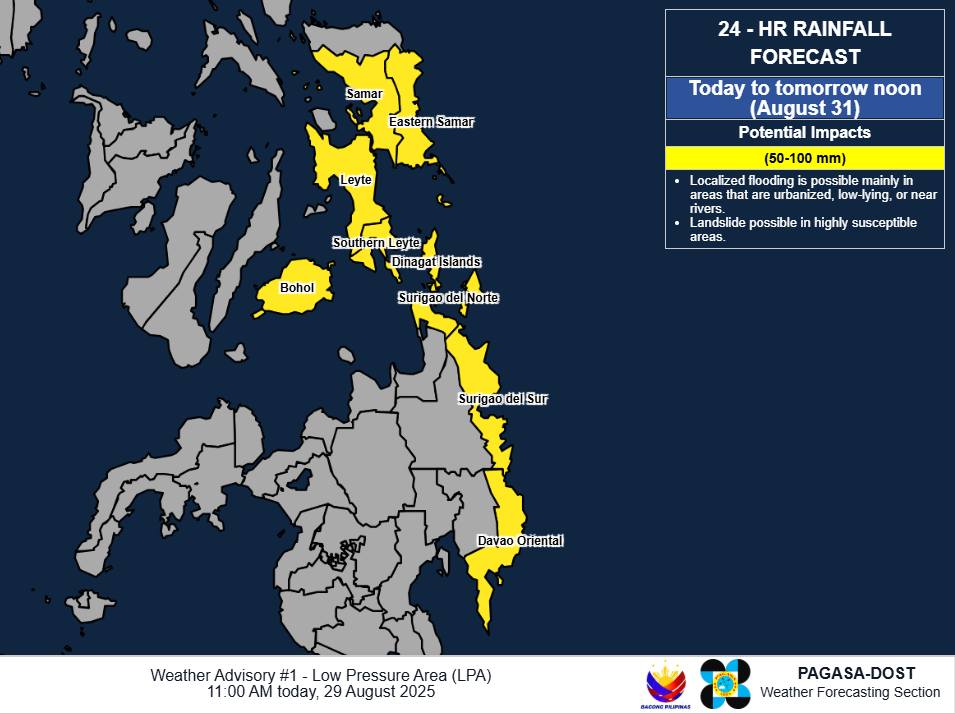 24 - HR RAINFALL
FORECAST
Today to tomorrow noon
(August 31)
Potential Impacts
(50-100 mm)
• Localized flooding is possible mainly in
areas that are urbanized, low-lying, or near
rivers.
• Landslide possible in highly susceptible
areas.
Samar
Eastern Samar
Leyte
Southern Leyte
Dinagat Islands
Bohol
Surigao del Norte
Surigao del Sur
Davao Oriental
Weather Advisory #1 - Low Pressure Area (LPA)
11:00 AM today, 29 August 2025
BAGONG PILIPINAS
PAGASA-DOST
Weather Forecasting Section